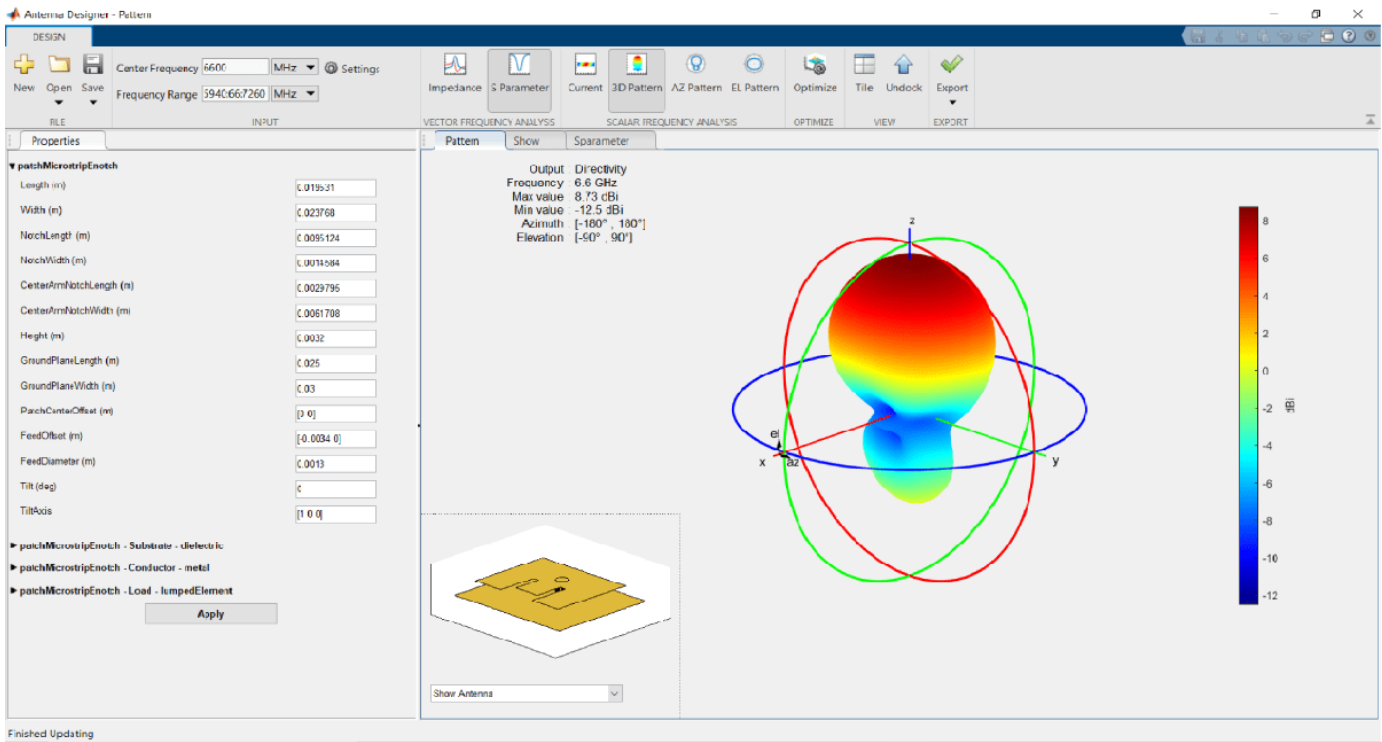 Antenna Designer - Pattern
DESIGN
New Open Save
Center Frequency 6600 MHz Settings
Frequency Range 5940:66:7260 MHz
Impedance S Parameter Current 3D Pattern AZ Pattern EL Pattern Optimize Tile Undock Export
FILE INPUT VECTOR FREQUENCY ANALYSIS SCALAR FREQUENCY ANALYSIS OPTIMIZE VIEW EXPORT
Properties
patchMicrostripEnotch
Length (m) 0.019531
Width (m) 0.023768
NotchLength (m) 0.0095124
NotchWidth (m) 0.0014584
CenterArmNotchLength (m) 0.0029795
CenterArmNotchWidth (m) 0.0061708
Height (m) 0.0032
GroundPlaneLength (m) 0.025
GroundPlaneWidth (m) 0.03
PatchCenterOffset (m) [0 0]
FeedOffset (m) [-0.0034 0]
FeedDiameter (m) 0.0013
Tilt (deg) 0
TiltAxis [1 0 0]
patchMicrostripEnotch - Substrate - dielectric
patchMicrostripEnotch - Conductor - metal
patchMicrostripEnotch - Load - lumpedElement
Apply
Pattern Show Sparameter
Output : Directivity
Frequency : 6.6 GHz
Max value : 8.73 dBi
Min value : -12.5 dBi
Azimuth : [-180° , 180°]
Elevation : [-90° , 90°]
z
el
x az
y
8
6
4
2
0
-2
-4
-6
-8
-10
-12
dBi
Show Antenna
Finished Updating